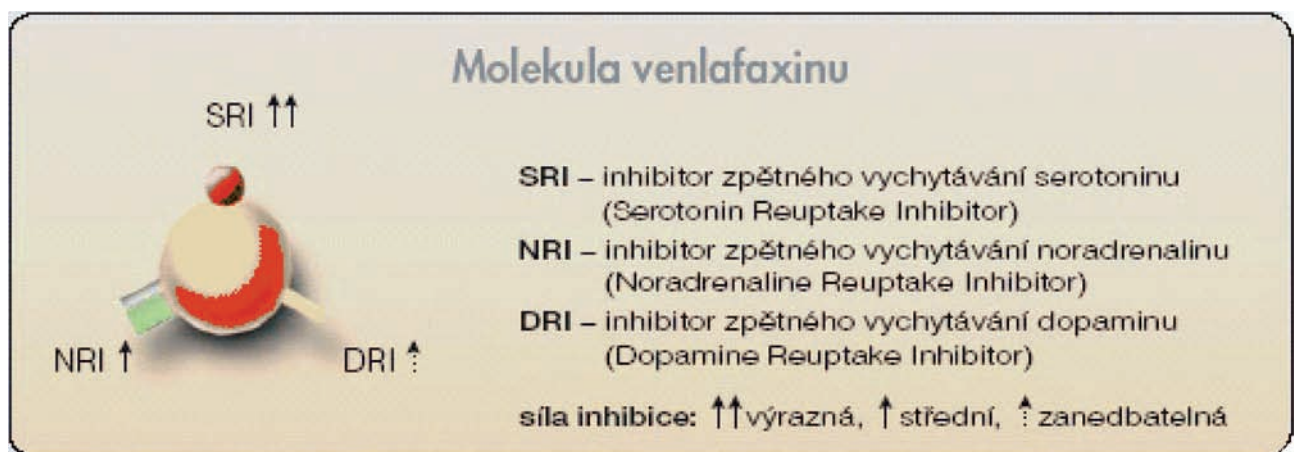 Molekula venlafaxinu
SRI ↑↑
NRI ↑
DRI ⇡
SRI – inhibitor zpětného vychytávání serotoninu
(Serotonin Reuptake Inhibitor)
NRI – inhibitor zpětného vychytávání noradrenalinu
(Noradrenaline Reuptake Inhibitor)
DRI – inhibitor zpětného vychytávání dopaminu
(Dopamine Reuptake Inhibitor)
síla inhibice: ↑↑výrazná, ↑ střední, ⇡ zanedbatelná